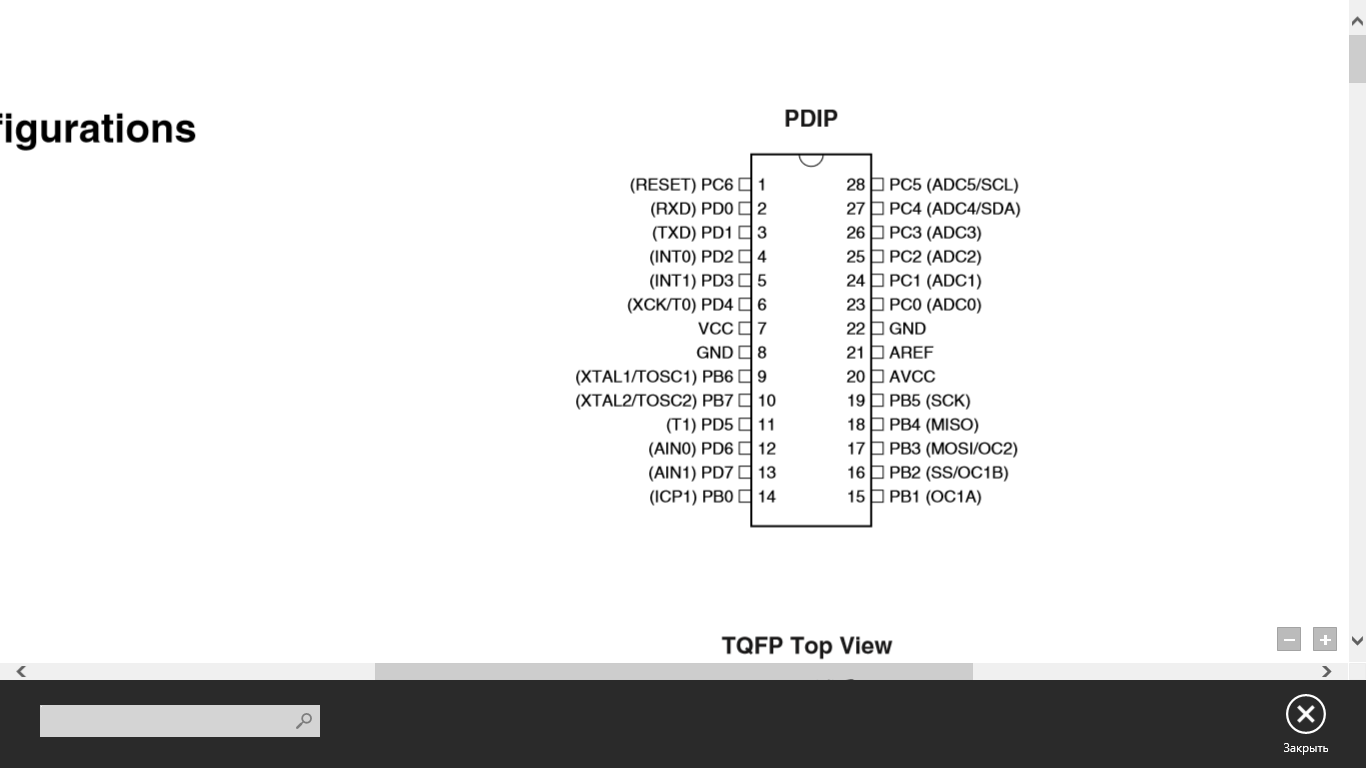 figurations
PDIP
(RESET) PC6 1 28 PC5 (ADC5/SCL)
(RXD) PD0 2 27 PC4 (ADC4/SDA)
(TXD) PD1 3 26 PC3 (ADC3)
(INT0) PD2 4 25 PC2 (ADC2)
(INT1) PD3 5 24 PC1 (ADC1)
(XCK/T0) PD4 6 23 PC0 (ADC0)
VCC 7 22 GND
GND 8 21 AREF
(XTAL1/TOSC1) PB6 9 20 AVCC
(XTAL2/TOSC2) PB7 10 19 PB5 (SCK)
(T1) PD5 11 18 PB4 (MISO)
(AIN0) PD6 12 17 PB3 (MOSI/OC2)
(AIN1) PD7 13 16 PB2 (SS/OC1B)
(ICP1) PB0 14 15 PB1 (OC1A)
TQFP Top View
Закрыть